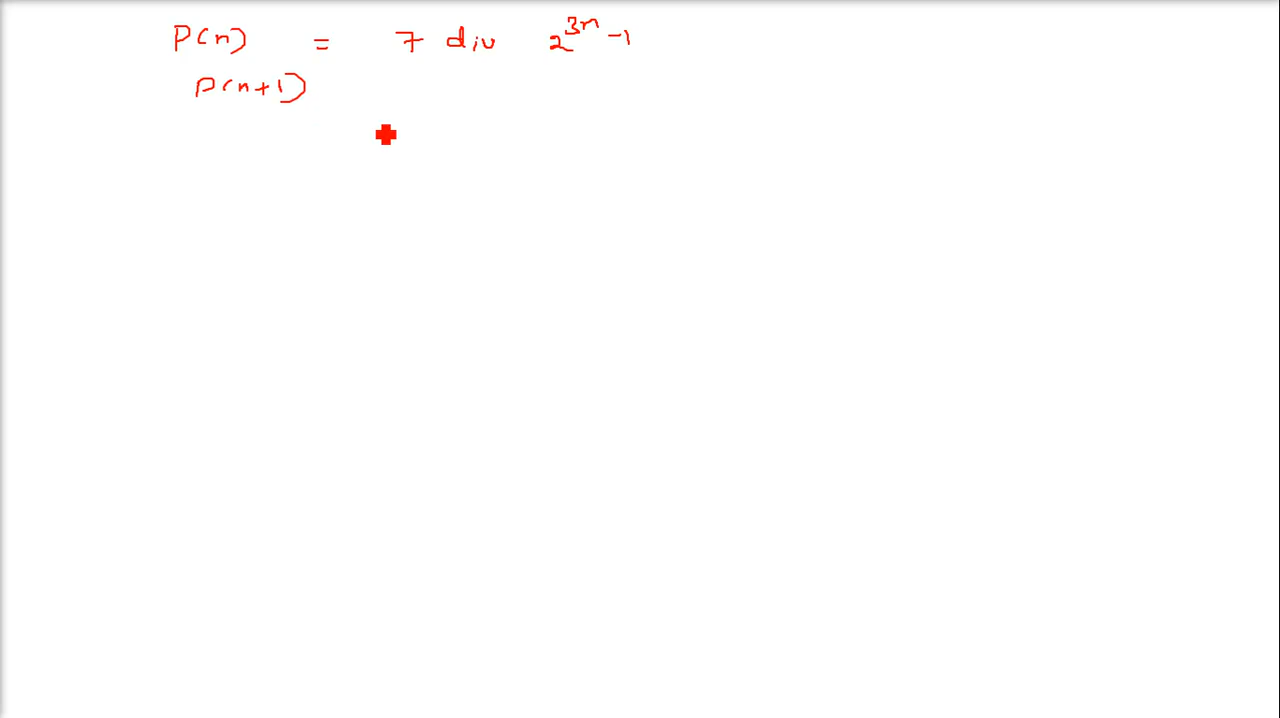 P(n) = 7 div 2^{3n} -1
P(n+1)